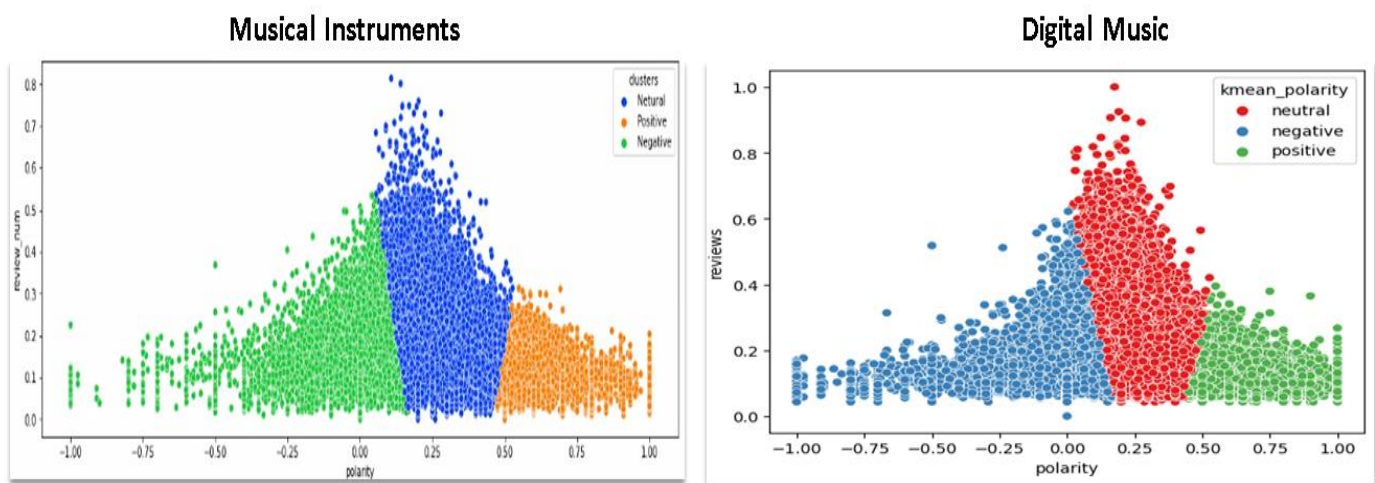 Musical Instruments
Digital Music
0.8
0.7
0.6
0.5
0.4
0.3
0.2
0.1
0.0
review_num
clusters
Netural
Positive
Negative
−1.00 −0.75 −0.50 −0.25 0.00 0.25 0.50 0.75 1.00
polarity
1.0
0.8
0.6
0.4
0.2
0.0
reviews
kmean_polarity
neutral
negative
positive
−1.00 −0.75 −0.50 −0.25 0.00 0.25 0.50 0.75 1.00
polarity